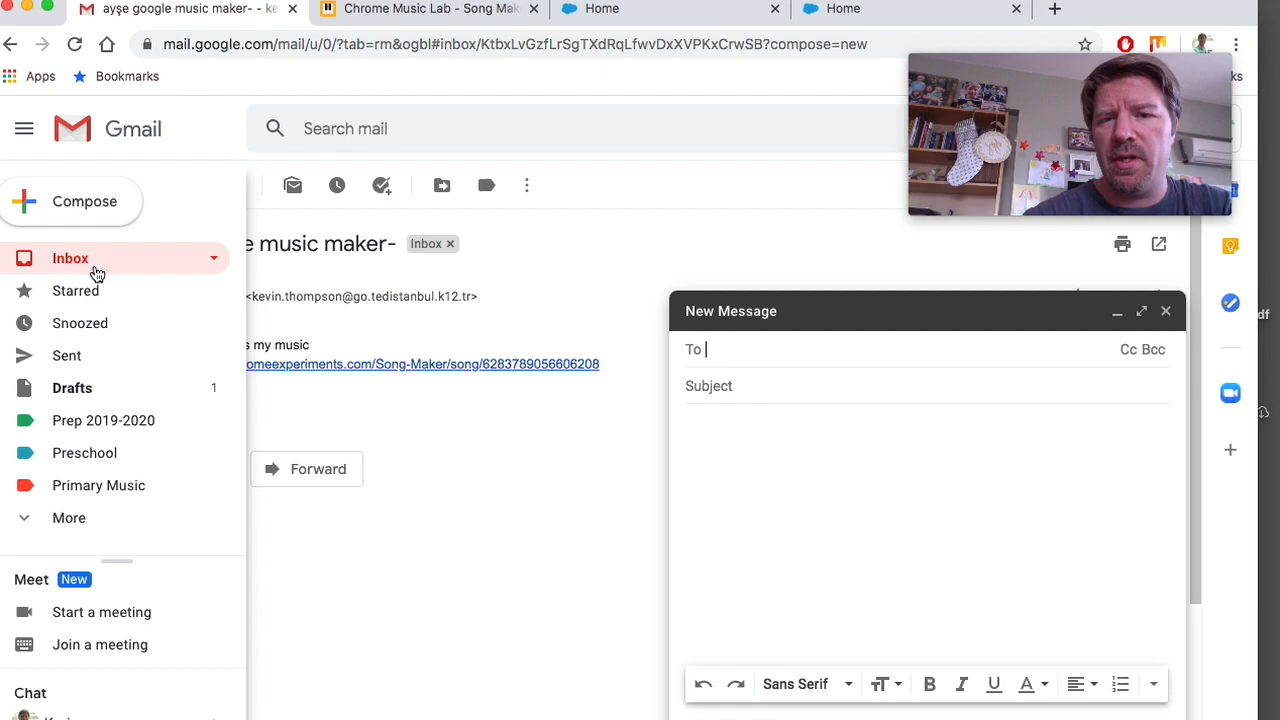 ayşe google music maker- - ke
Chrome Music Lab - Song Mak
Home
Home
mail.google.com/mail/u/0/?tab=rm&ogbl#inbox/KtbxLvGzfLrSgTXdRqLfwvDxXVPKxCrwSB?compose=new
Apps
Bookmarks
ks
Gmail
Search mail
Compose
e music maker-
Inbox
Inbox
Starred
<kevin.thompson@go.tedistanbul.k12.tr>
Snoozed
s my music
Sent
omeexperiments.com/Song-Maker/song/6283789056606208
Drafts
1
Prep 2019-2020
Preschool
Forward
Primary Music
More
Meet
New
Start a meeting
Join a meeting
Chat
New Message
To
Cc Bcc
Subject
Sans Serif
df